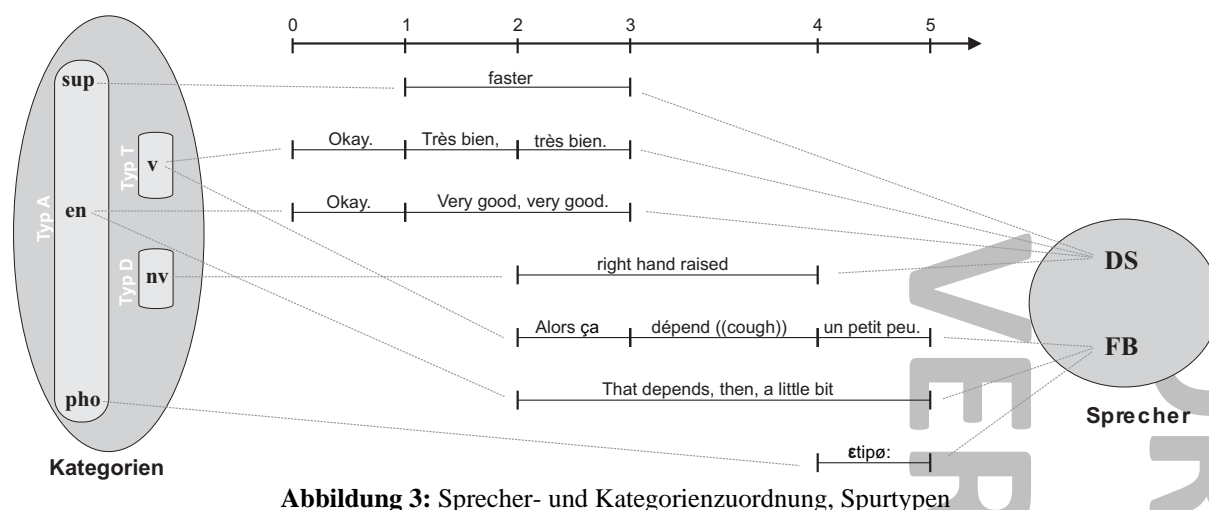 0 1 2 3 4 5
sup faster
Typ T
v Okay. Très bien, très bien.
Typ A
en Okay. Very good, very good.
Typ D
nv right hand raised DS
Alors ça dépend ((cough)) un petit peu. FB
That depends, then, a little bit
pho
Sprecher
εtipø:
Kategorien
Abbildung 3: Sprecher- und Kategorienzuordnung, Spurtypen
VER